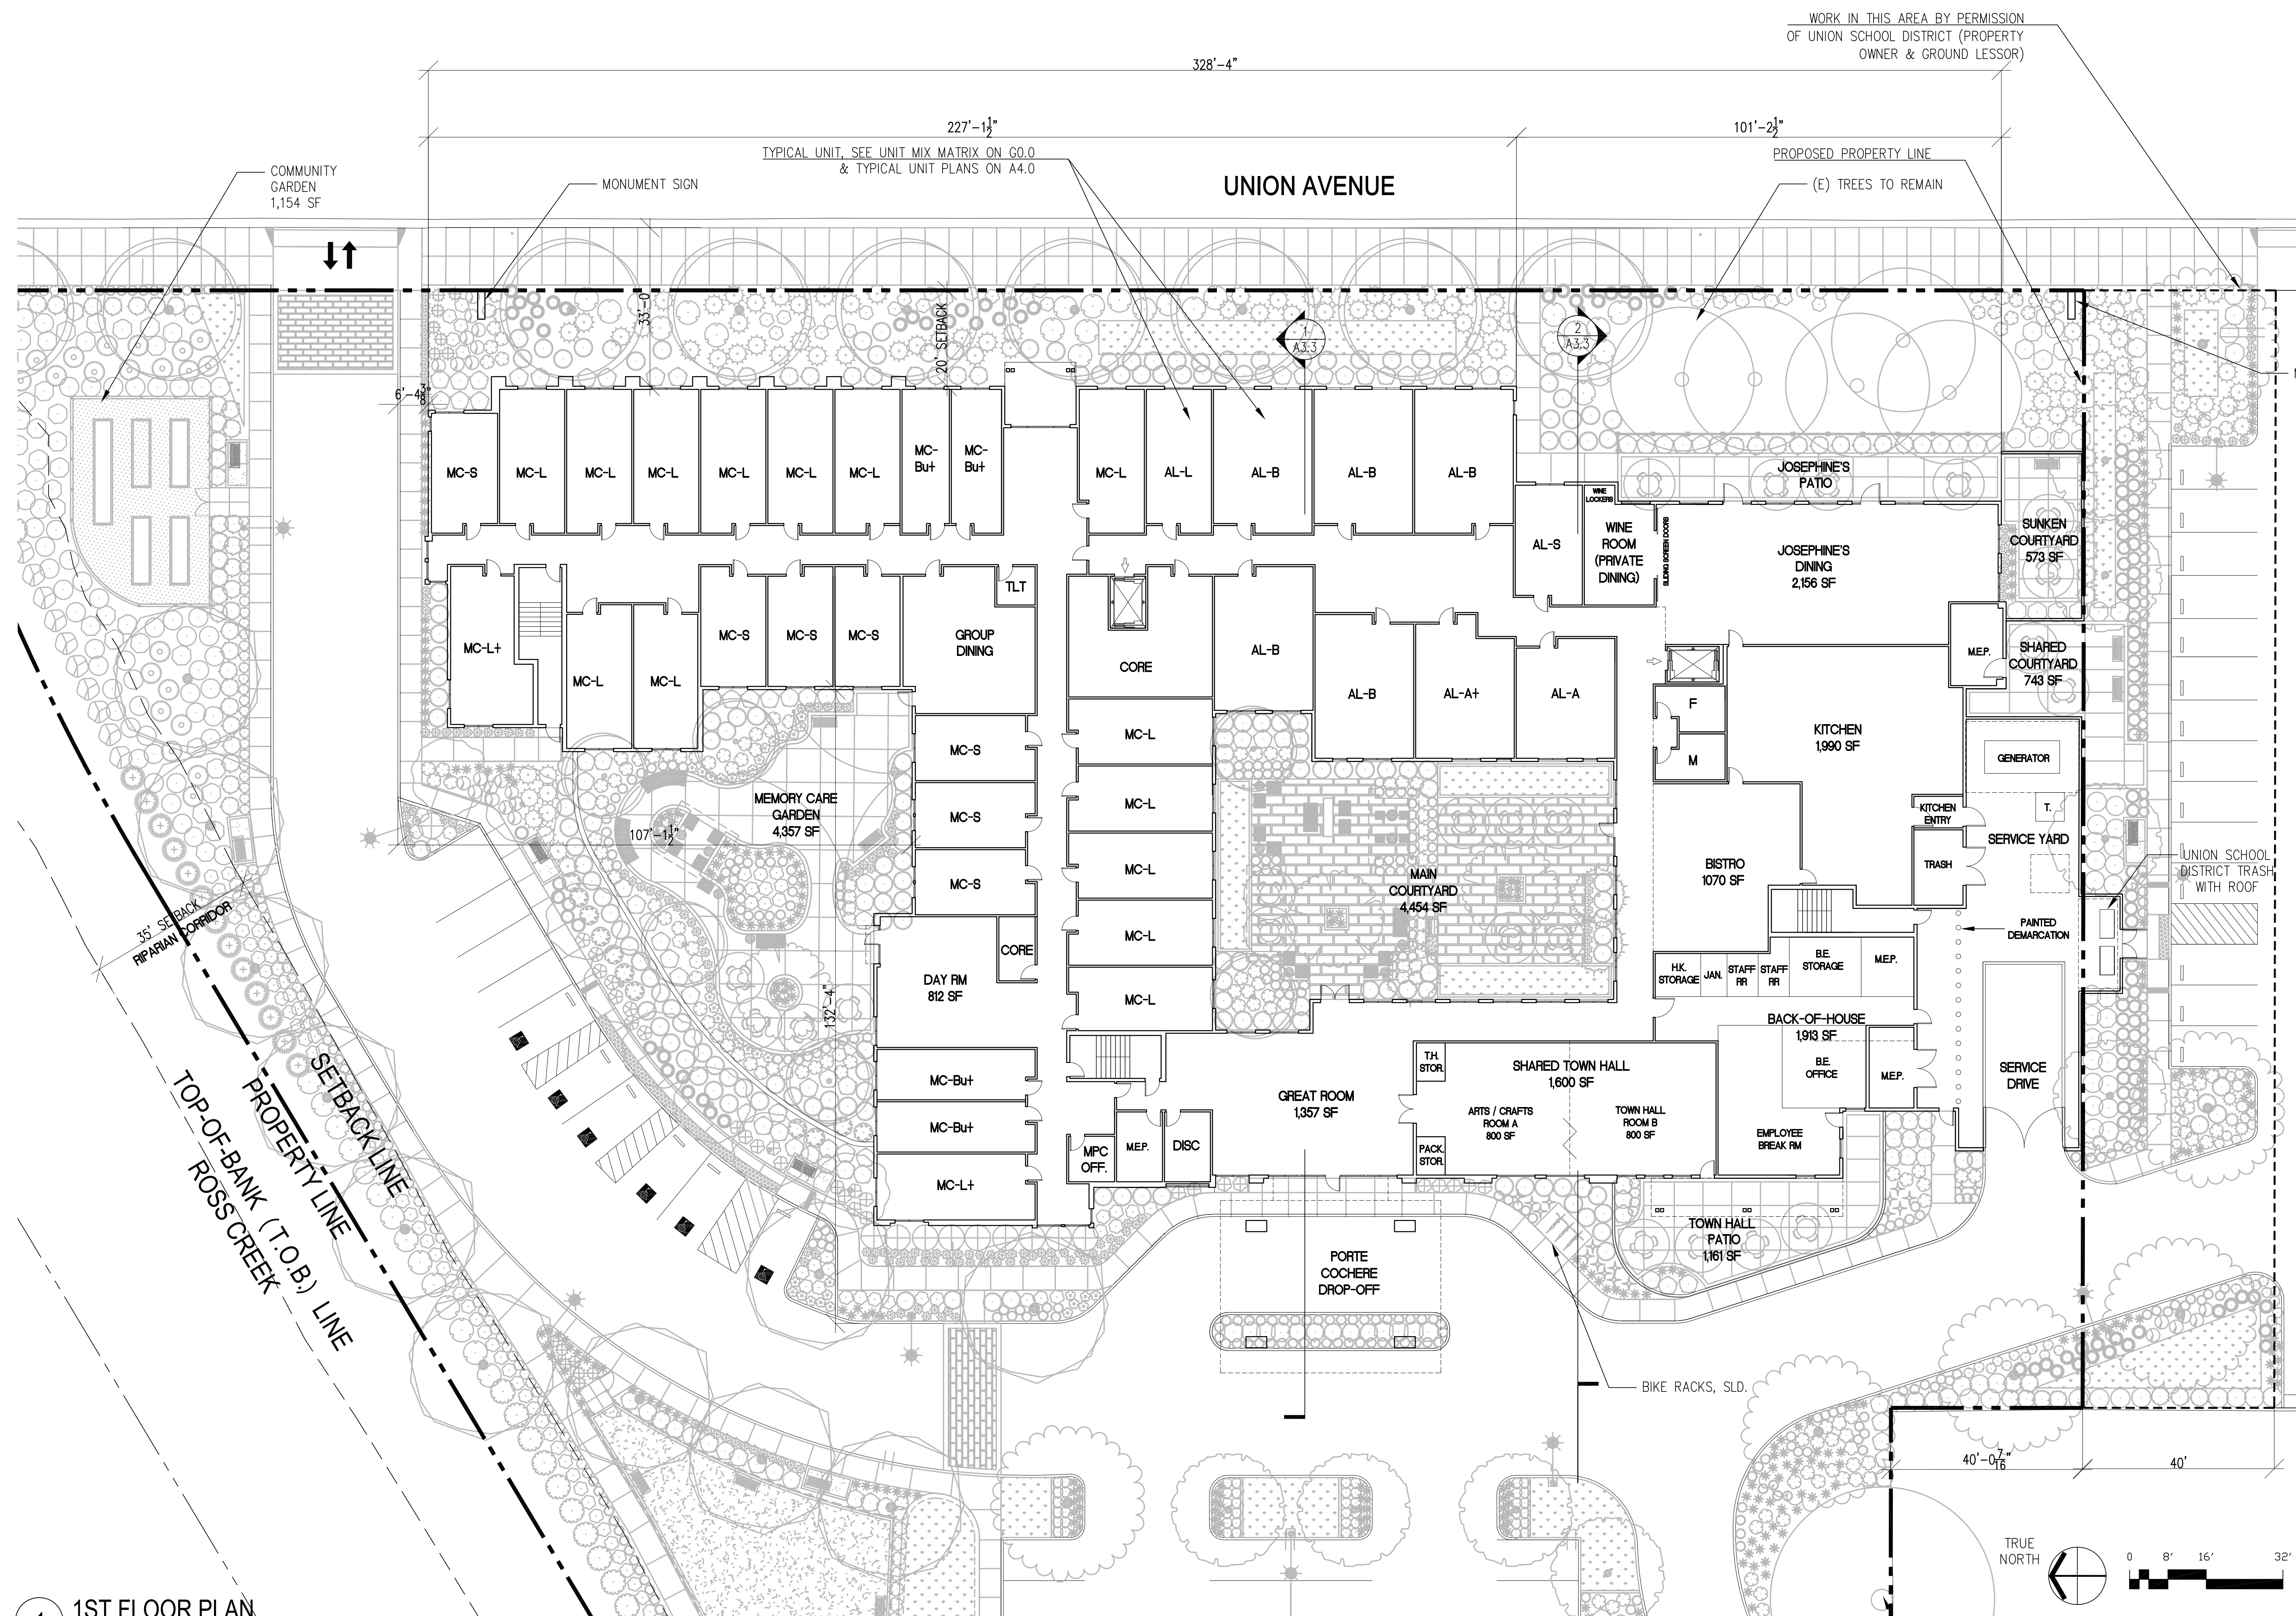 WORK IN THIS AREA BY PERMISSION
OF UNION SCHOOL DISTRICT (PROPERTY
OWNER & GROUND LESSOR)
328'-4"
227'-1½"
101'-2½"
TYPICAL UNIT, SEE UNIT MIX MATRIX ON G0.0
& TYPICAL UNIT PLANS ON A4.0
PROPOSED PROPERTY LINE
COMMUNITY
GARDEN
1,154 SF
MONUMENT SIGN
UNION AVENUE
(E) TREES TO REMAIN
33'-0
20' SETBACK
1
A3.3
2
A3.3
6'-4⅜"
MC-S
MC-L
MC-L
MC-L
MC-L
MC-L
MC-L
MC-
Bu+
MC-
Bu+
MC-L
AL-L
AL-B
AL-B
AL-B
JOSEPHINE'S
PATIO
WINE
LOCKERS
WINE
ROOM
(PRIVATE
DINING)
SLIDING SCREEN DOORS
AL-S
JOSEPHINE'S
DINING
2,156 SF
SUNKEN
COURTYARD
573 SF
MC-L+
MC-L
MC-L
MC-S
MC-S
MC-S
GROUP
DINING
TLT
CORE
AL-B
AL-B
AL-A+
AL-A
M.E.P.
SHARED
COURTYARD
743 SF
F
M
KITCHEN
1,990 SF
GENERATOR
T.
KITCHEN
ENTRY
SERVICE YARD
TRASH
UNION SCHOOL
DISTRICT TRASH
WITH ROOF
MC-S
MC-S
MC-S
MC-L
MC-L
MC-L
MC-L
MC-L
MEMORY CARE
GARDEN
4,357 SF
107'-1½"
MAIN
COURTYARD
4,454 SF
BISTRO
1070 SF
PAINTED
DEMARCATION
35' SETBACK
RIPARIAN CORRIDOR
CORE
DAY RM
812 SF
132'-4"
H.K.
STORAGE
JAN.
STAFF
RR
STAFF
RR
B.E.
STORAGE
M.E.P.
BACK-OF-HOUSE
1,913 SF
B.E.
OFFICE
M.E.P.
SERVICE
DRIVE
MC-Bu+
MC-Bu+
MC-L+
MPC
OFF.
M.E.P.
DISC
GREAT ROOM
1,357 SF
T.H.
STOR.
PACK.
STOR.
SHARED TOWN HALL
1,600 SF
ARTS / CRAFTS
ROOM A
800 SF
TOWN HALL
ROOM B
800 SF
EMPLOYEE
BREAK RM
TOWN HALL
PATIO
1,161 SF
PORTE
COCHERE
DROP-OFF
SETBACK LINE
PROPERTY LINE
TOP-OF-BANK (T.O.B.) LINE
ROSS CREEK
BIKE RACKS, SLD.
40'-0 7/16"
40'
TRUE
NORTH
0 8' 16' 32'
1ST FLOOR PLAN